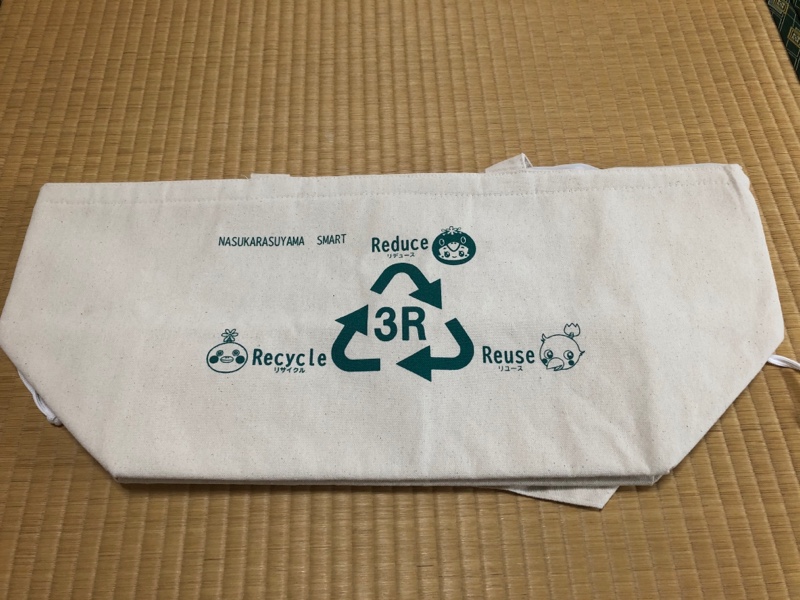 NASUKARASUYAMA SMART
Reduce
リデュース
3R
Recycle
リサイクル
Reuse
リユース